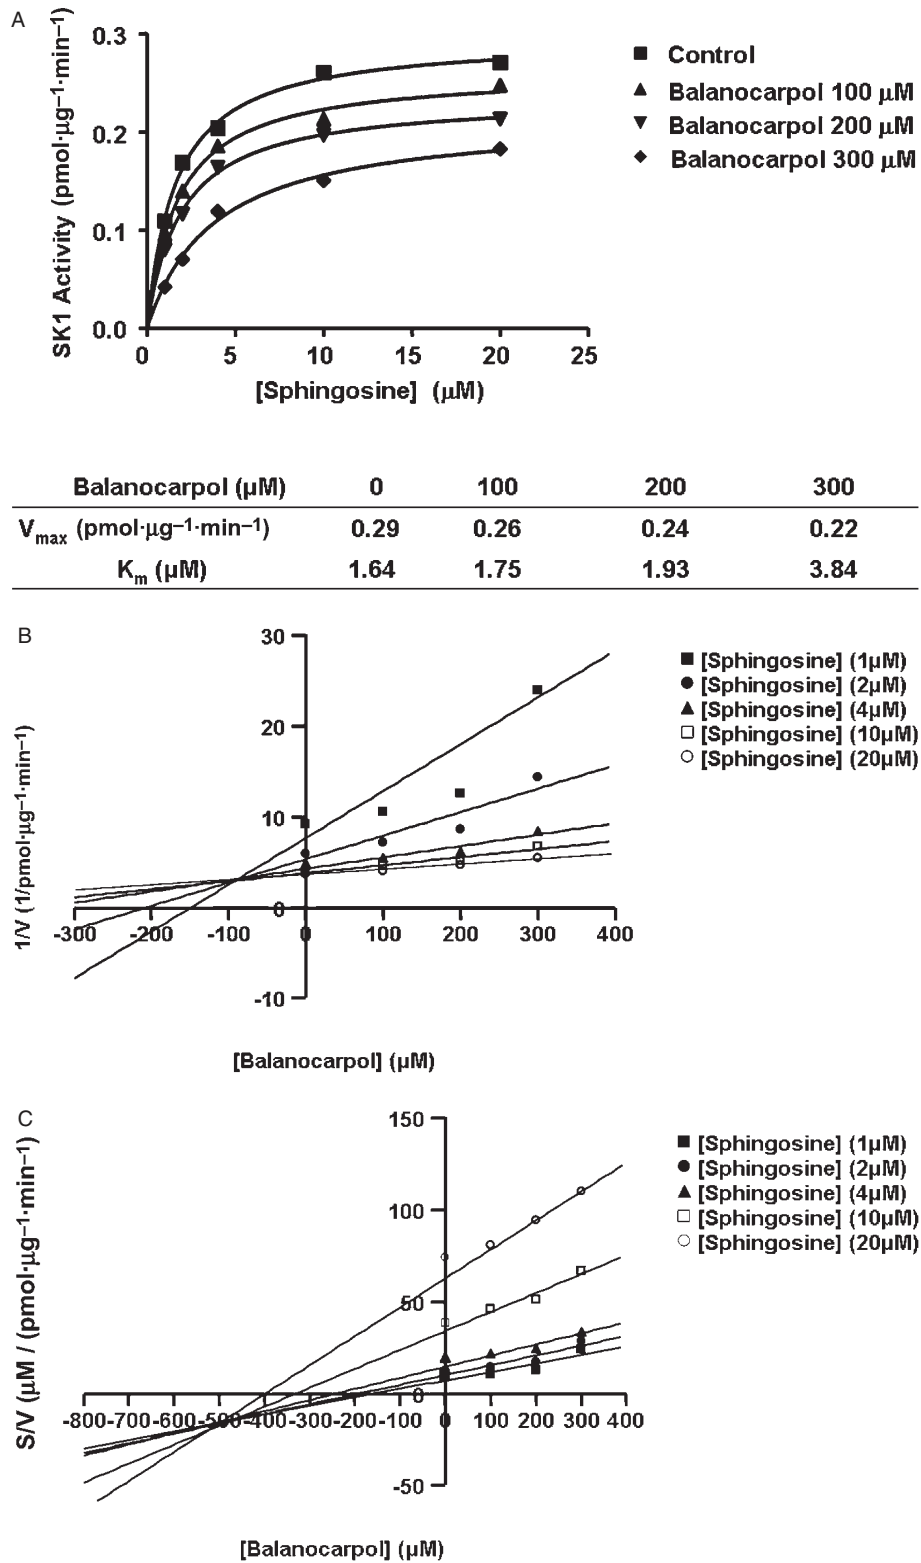 A
SK1 Activity (pmol·µg⁻¹·min⁻¹)
0.3
0.2
0.1
0.0
0 5 10 15 20 25
[Sphingosine] (µM)
Control
Balanocarpol 100 µM
Balanocarpol 200 µM
Balanocarpol 300 µM
Balanocarpol (µM) 0 100 200 300
Vmax (pmol·µg⁻¹·min⁻¹) 0.29 0.26 0.24 0.22
Km (µM) 1.64 1.75 1.93 3.84
B
1/V (1/pmol·µg⁻¹·min⁻¹)
30
20
10
0
-10
-300 -200 -100 0 100 200 300 400
[Balanocarpol] (µM)
[Sphingosine] (1µM)
[Sphingosine] (2µM)
[Sphingosine] (4µM)
[Sphingosine] (10µM)
[Sphingosine] (20µM)
C
S/V (µM / (pmol·µg⁻¹·min⁻¹)
150
100
50
0
-50
-800 -700 -600 -500 -400 -300 -200 -100 0 100 200 300 400
[Balanocarpol] (µM)
[Sphingosine] (1µM)
[Sphingosine] (2µM)
[Sphingosine] (4µM)
[Sphingosine] (10µM)
[Sphingosine] (20µM)